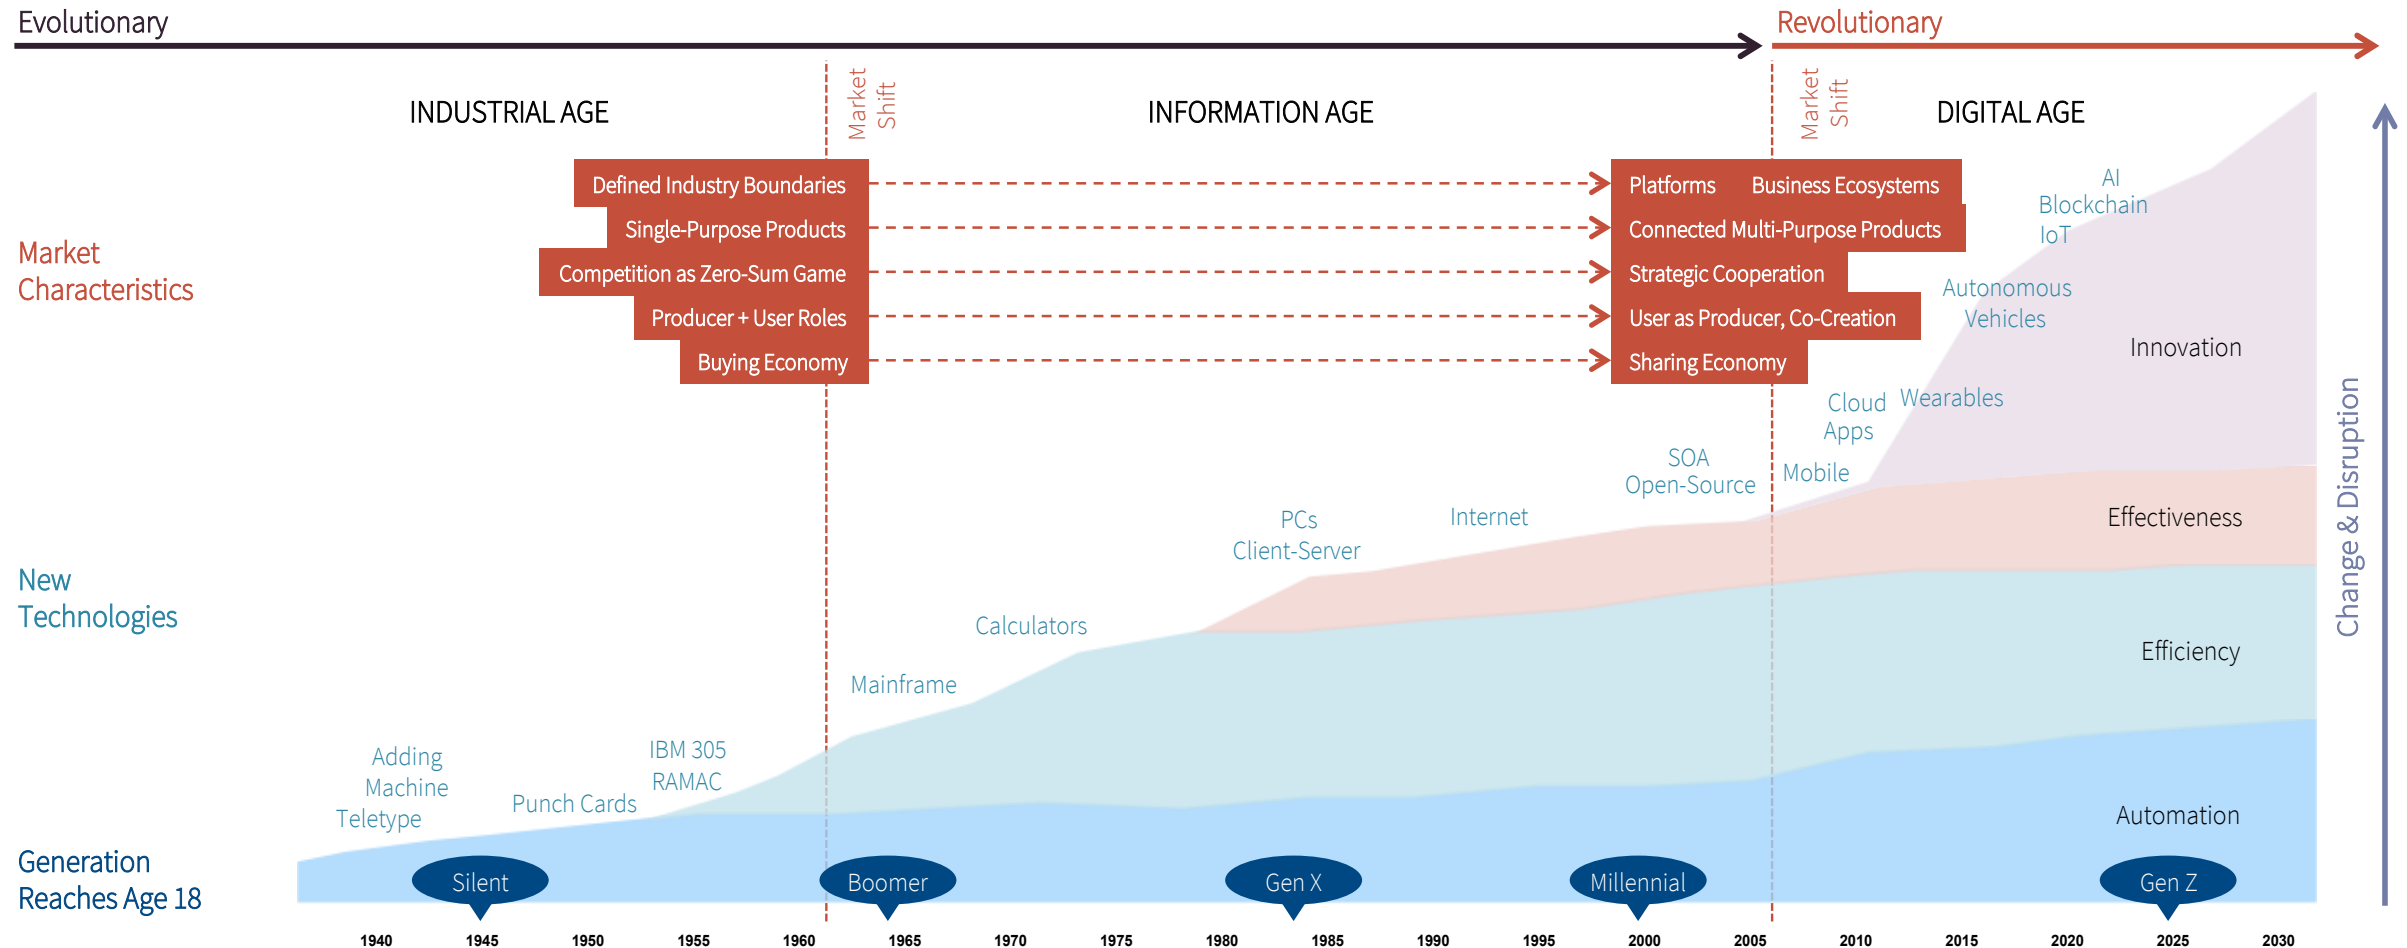 Evolutionary
Revolutionary
INDUSTRIAL AGE
Market
Shift
INFORMATION AGE
Market
Shift
DIGITAL AGE
Market
Characteristics
Defined Industry Boundaries
Single-Purpose Products
Competition as Zero-Sum Game
Producer + User Roles
Buying Economy
Platforms Business Ecosystems
Connected Multi-Purpose Products
Strategic Cooperation
User as Producer, Co-Creation
Sharing Economy
New
Technologies
Adding
Machine
Teletype
Punch Cards
IBM 305
RAMAC
Mainframe
Calculators
PCs
Client-Server
Internet
SOA
Open-Source
Mobile
Cloud
Apps
Wearables
Autonomous
Vehicles
AI
Blockchain
IoT
Innovation
Effectiveness
Efficiency
Automation
Change & Disruption
Generation
Reaches Age 18
Silent
Boomer
Gen X
Millennial
Gen Z
1940 1945 1950 1955 1960 1965 1970 1975 1980 1985 1990 1995 2000 2005 2010 2015 2020 2025 2030